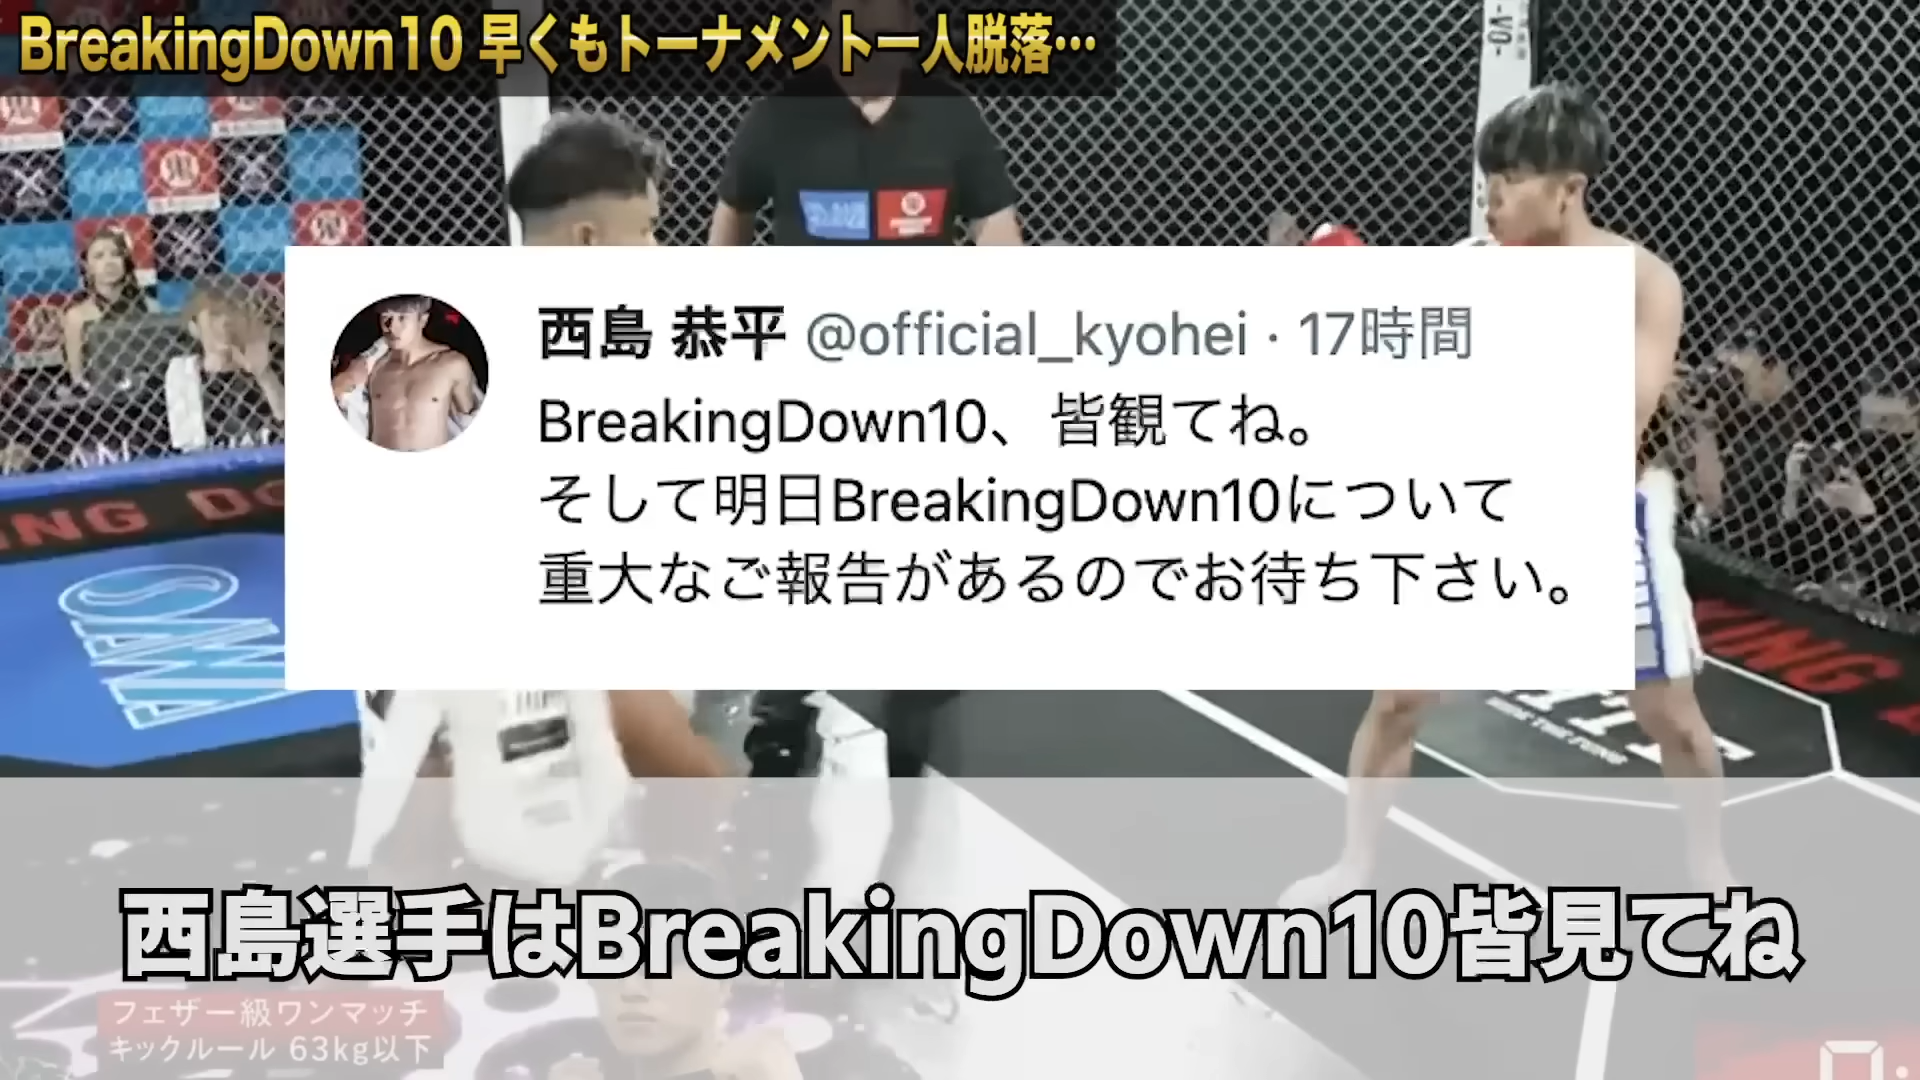 BreakingDown10 早くもトーナメント一人脱落…
西島 恭平 @official_kyohei · 17時間
BreakingDown10、皆観てね。
そして明日BreakingDown10について
重大なご報告があるのでお待ち下さい。
西島選手はBreakingDown10皆見てね
フェザー級ワンマッチ
キックルール 63kg以下